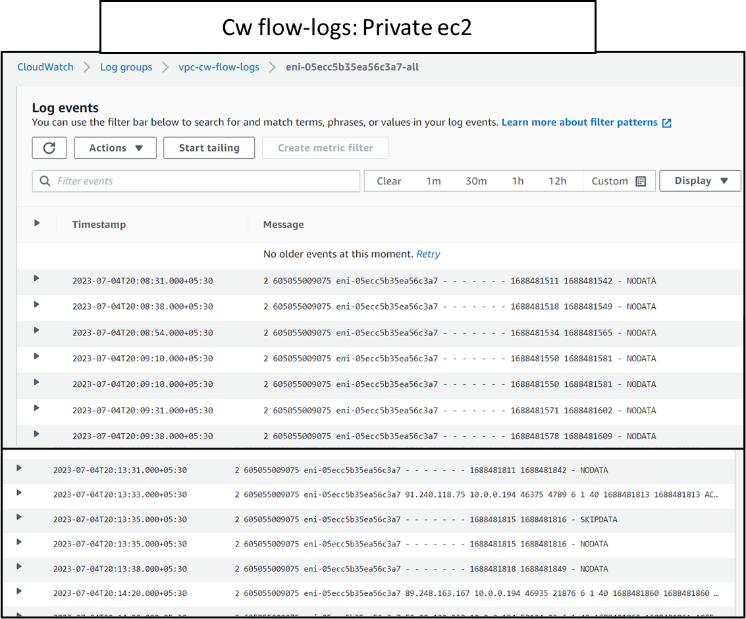 Cw flow-logs: Private ec2
CloudWatch > Log groups > vpc-cw-flow-logs > eni-05ecc5b35ea56c3a7-all
Log events
You can use the filter bar below to search for and match terms, phrases, or values in your log events. Learn more about filter patterns
Actions ▼ Start tailing Create metric filter
Filter events Clear 1m 30m 1h 12h Custom Display ▼
Timestamp Message
No older events at this moment. Retry
2023-07-04T20:08:31.000+05:30 2 605055009075 eni-05ecc5b35ea56c3a7 - - - - - - - 1688481511 1688481542 - NODATA
2023-07-04T20:08:38.000+05:30 2 605055009075 eni-05ecc5b35ea56c3a7 - - - - - - - 1688481518 1688481549 - NODATA
2023-07-04T20:08:54.000+05:30 2 605055009075 eni-05ecc5b35ea56c3a7 - - - - - - - 1688481534 1688481565 - NODATA
2023-07-04T20:09:10.000+05:30 2 605055009075 eni-05ecc5b35ea56c3a7 - - - - - - - 1688481550 1688481581 - NODATA
2023-07-04T20:09:10.000+05:30 2 605055009075 eni-05ecc5b35ea56c3a7 - - - - - - - 1688481550 1688481581 - NODATA
2023-07-04T20:09:31.000+05:30 2 605055009075 eni-05ecc5b35ea56c3a7 - - - - - - - 1688481571 1688481602 - NODATA
2023-07-04T20:09:38.000+05:30 2 605055009075 eni-05ecc5b35ea56c3a7 - - - - - - - 1688481578 1688481609 - NODATA
2023-07-04T20:13:31.000+05:30 2 605055009075 eni-05ecc5b35ea56c3a7 - - - - - - - 1688481811 1688481842 - NODATA
2023-07-04T20:13:33.000+05:30 2 605055009075 eni-05ecc5b35ea56c3a7 91.240.118.75 10.0.0.194 46375 4789 6 1 40 1688481813 1688481813 AC…
2023-07-04T20:13:35.000+05:30 2 605055009075 eni-05ecc5b35ea56c3a7 - - - - - - - 1688481815 1688481816 - SKIPDATA
2023-07-04T20:13:35.000+05:30 2 605055009075 eni-05ecc5b35ea56c3a7 - - - - - - - 1688481815 1688481816 - NODATA
2023-07-04T20:13:38.000+05:30 2 605055009075 eni-05ecc5b35ea56c3a7 - - - - - - - 1688481818 1688481849 - NODATA
2023-07-04T20:14:20.000+05:30 2 605055009075 eni-05ecc5b35ea56c3a7 89.248.163.167 10.0.0.194 46935 21876 6 1 40 1688481860 1688481860 …